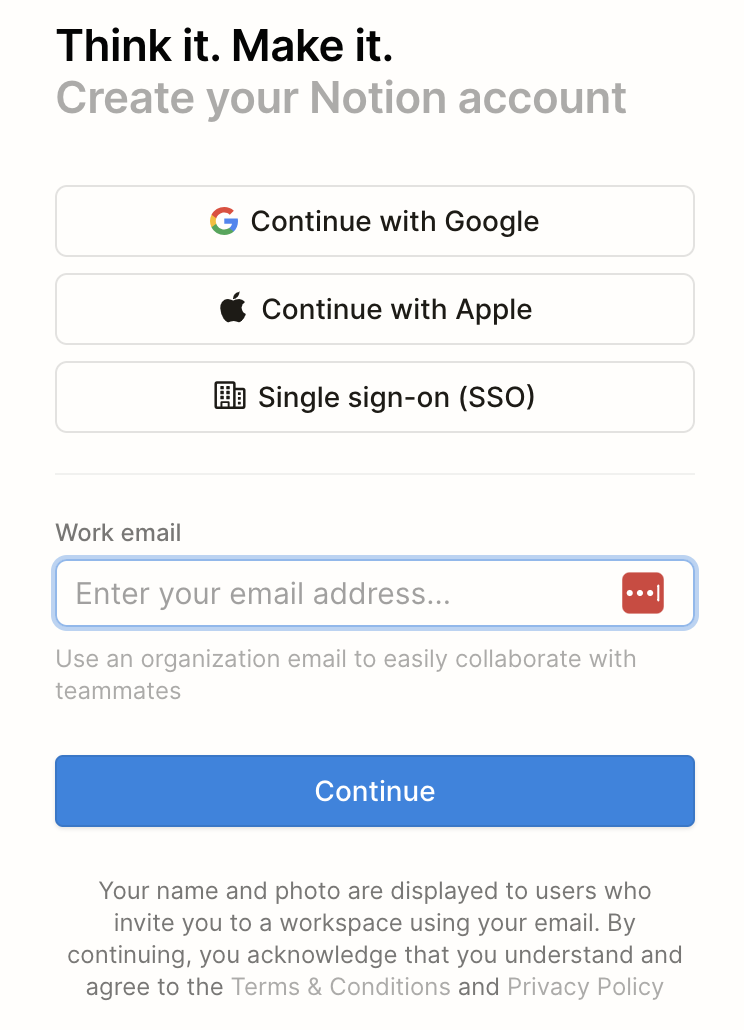 Think it. Make it.
Create your Notion account
Continue with Google
Continue with Apple
Single sign-on (SSO)
Work email
Enter your email address...
Use an organization email to easily collaborate with
teammates
Continue
Your name and photo are displayed to users who
invite you to a workspace using your email. By
continuing, you acknowledge that you understand and
agree to the Terms & Conditions and Privacy Policy